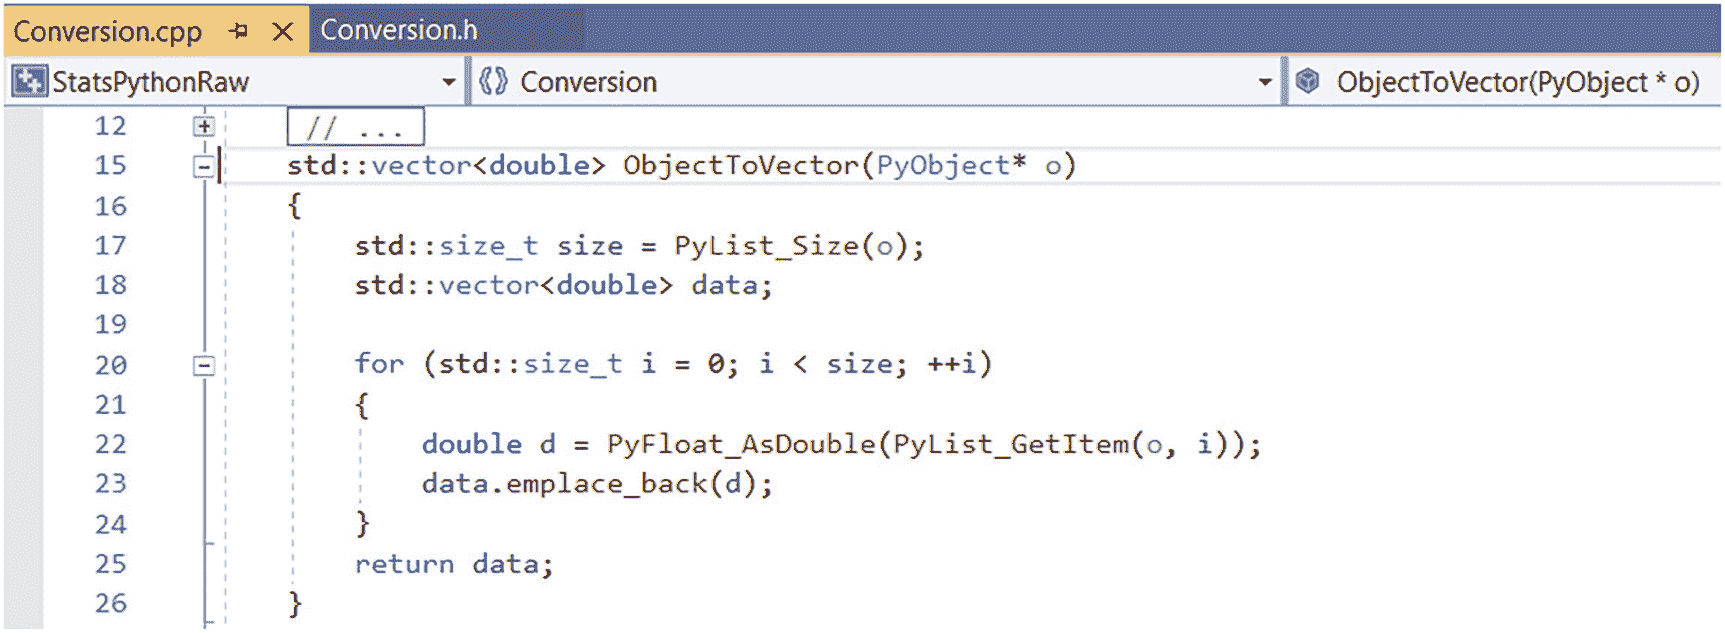 Conversion.cpp Conversion.h
StatsPythonRaw Conversion ObjectToVector(PyObject * o)
12 // ...
15 std::vector<double> ObjectToVector(PyObject* o)
16 {
17 std::size_t size = PyList_Size(o);
18 std::vector<double> data;
19
20 for (std::size_t i = 0; i < size; ++i)
21 {
22 double d = PyFloat_AsDouble(PyList_GetItem(o, i));
23 data.emplace_back(d);
24 }
25 return data;
26 }